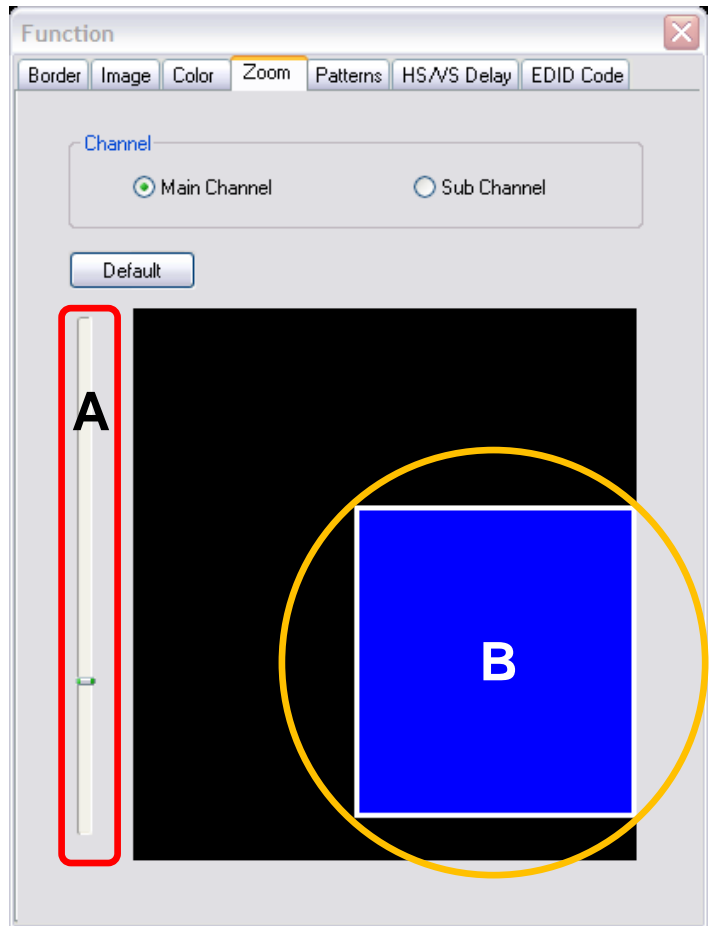 Function
Border Image Color Zoom Patterns HS/VS Delay EDID Code
Channel
Main Channel Sub Channel
Default
A
B